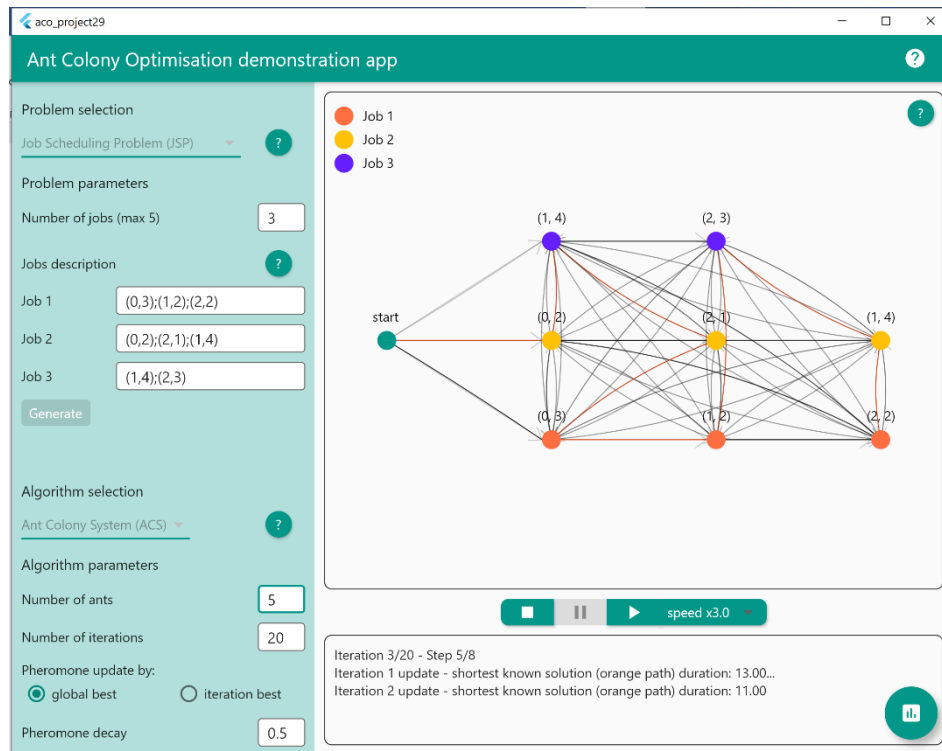 aco_project29
Ant Colony Optimisation demonstration app
?
Problem selection
Job Scheduling Problem (JSP)
?
Problem parameters
Number of jobs (max 5)
3
Jobs description
?
Job 1
(0,3);(1,2);(2,2)
Job 2
(0,2);(2,1);(1,4)
Job 3
(1,4);(2,3)
Generate
Algorithm selection
Ant Colony System (ACS)
?
Algorithm parameters
Number of ants
5
Number of iterations
20
Pheromone update by:
global best
iteration best
Pheromone decay
0.5
Job 1
Job 2
Job 3
?
(1, 4)
(2, 3)
start
(0, 2)
(2, 1)
(1, 4)
(0, 3)
(1, 2)
(2, 2)
speed x3.0
Iteration 3/20 - Step 5/8
Iteration 1 update - shortest known solution (orange path) duration: 13.00...
Iteration 2 update - shortest known solution (orange path) duration: 11.00